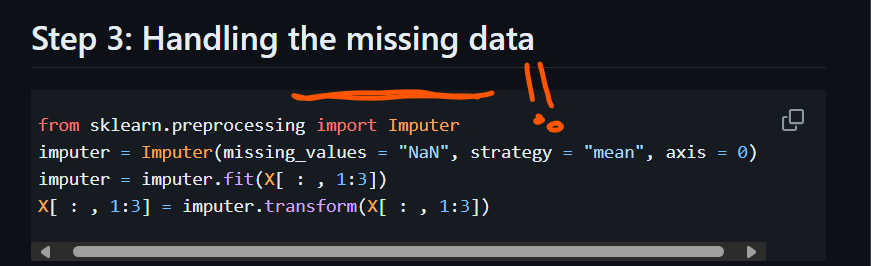 Step 3: Handling the missing data
from sklearn.preprocessing import Imputer
imputer = Imputer(missing_values = "NaN", strategy = "mean", axis = 0)
imputer = imputer.fit(X[ : , 1:3])
X[ : , 1:3] = imputer.transform(X[ : , 1:3])